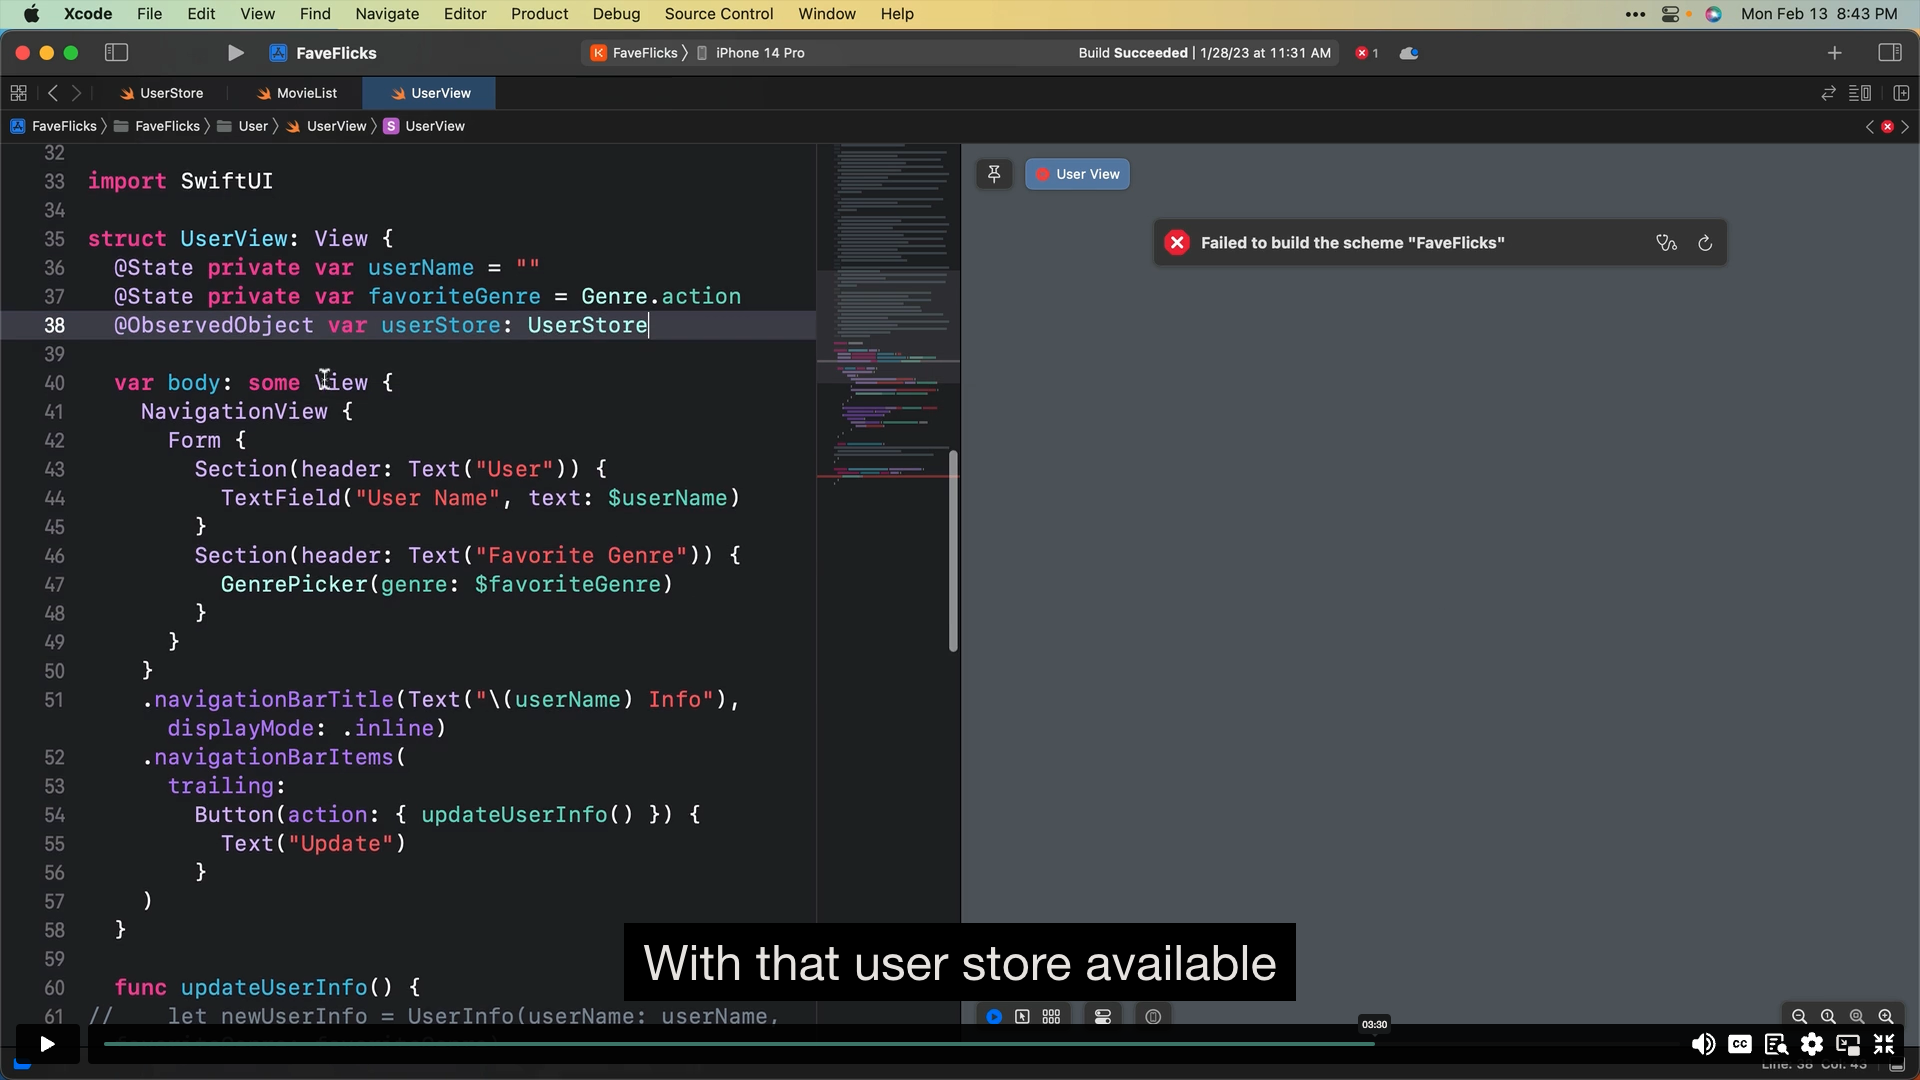 Xcode File Edit View Find Navigate Editor Product Debug Source Control Window Help Mon Feb 13 8:43 PM
FaveFlicks FaveFlicks iPhone 14 Pro Build Succeeded | 1/28/23 at 11:31 AM 1
UserStore MovieList UserView
FaveFlicks FaveFlicks User UserView S UserView
32
33 import SwiftUI
34
35 struct UserView: View {
36 @State private var userName = ""
37 @State private var favoriteGenre = Genre.action
38 @ObservedObject var userStore: UserStore
39
40 var body: some View {
41 NavigationView {
42 Form {
43 Section(header: Text("User")) {
44 TextField("User Name", text: $userName)
45 }
46 Section(header: Text("Favorite Genre")) {
47 GenrePicker(genre: $favoriteGenre)
48 }
49 }
50 }
51 .navigationBarTitle(Text("\(userName) Info"),
displayMode: .inline)
52 .navigationBarItems(
53 trailing:
54 Button(action: { updateUserInfo() }) {
55 Text("Update")
56 }
57 )
58 }
59
60 func updateUserInfo() {
61 // let newUserInfo = UserInfo(userName: userName,
User View
Failed to build the scheme "FaveFlicks"
With that user store available
03:30
CC
Line: 38 Col: 43